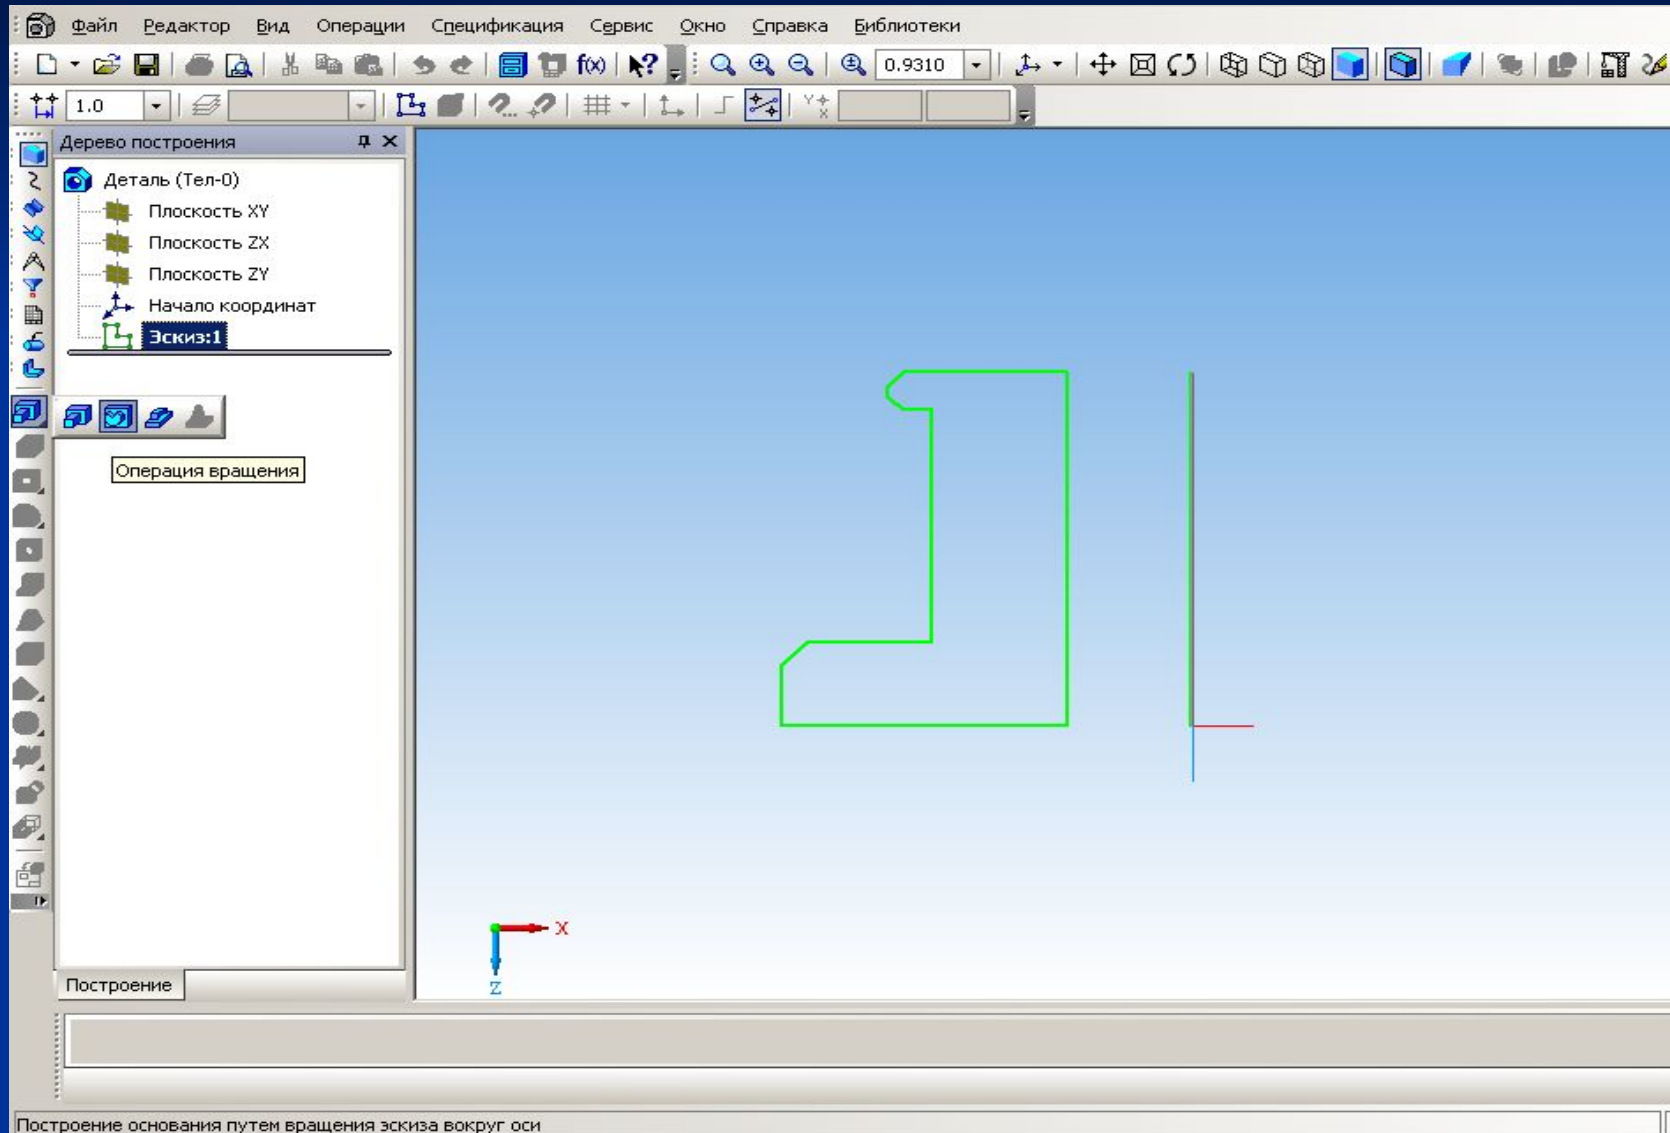 Файл Редактор Вид Операции Спецификация Сервис Окно Справка Библиотеки
f(x) ? 0.9310
1.0
Дерево построения
Деталь (Тел-0)
Плоскость XY
Плоскость ZX
Плоскость ZY
Начало координат
Эскиз:1
Операция вращения
X
Z
Построение
Построение основания путем вращения эскиза вокруг оси